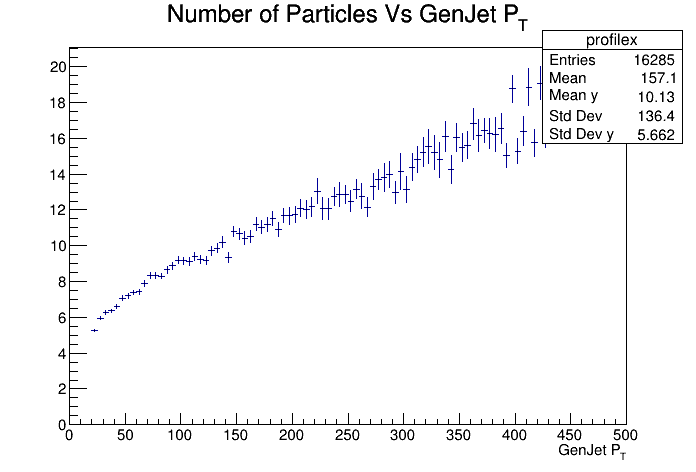 Number of Particles Vs GenJet P_T
profilex
Entries 16285
Mean 157.1
Mean y 10.13
Std Dev 136.4
Std Dev y 5.662
20
18
16
14
12
10
8
6
4
2
0
0 50 100 150 200 250 300 350 400 450 500
GenJet P_T